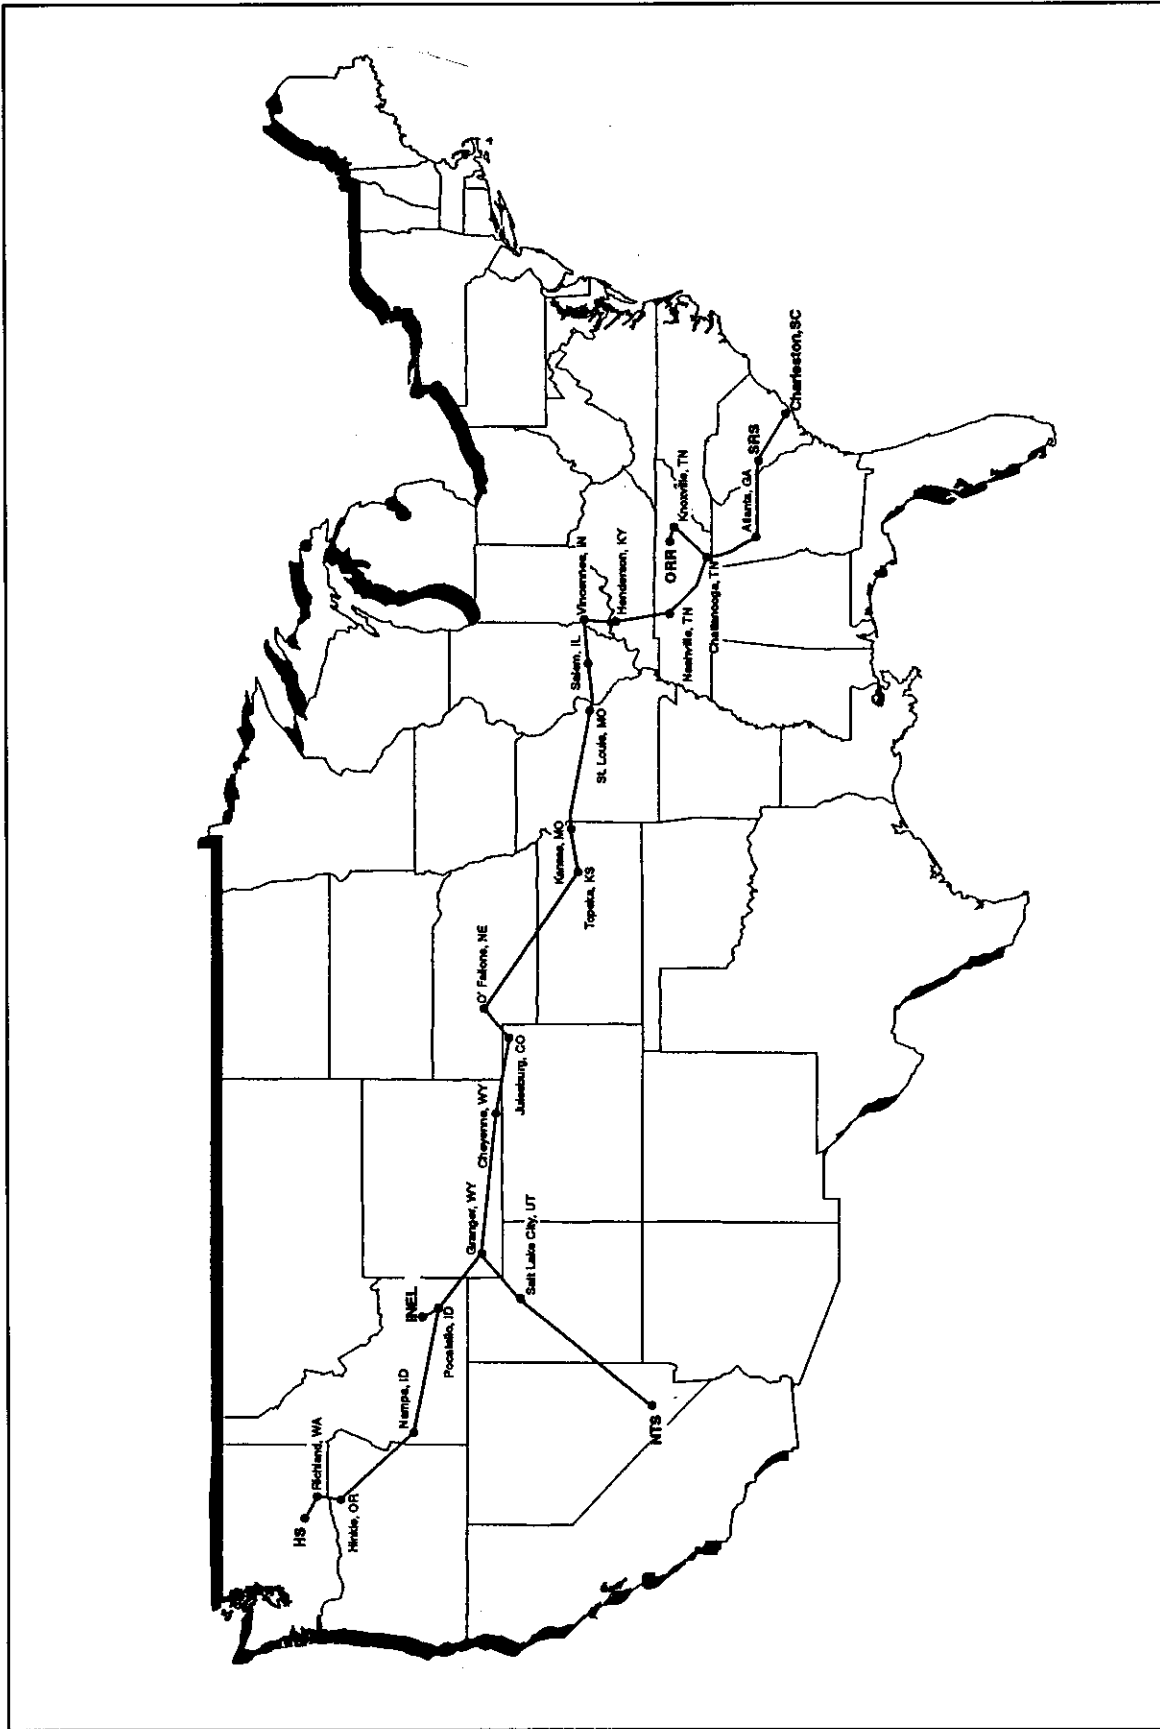 HS
Richland, WA
Hinkle, OR
Nampa, ID
INEL
Pocatello, ID
Granger, WY
Salt Lake City, UT
NTS
Cheyenne, WY
Julesburg, CO
O' Fallons, NE
Topeka, KS
Kansas, MO
St. Louis, MO
Salem, IL
Vincennes, IN
Henderson, KY
Nashville, TN
Chattanooga, TN
ORR
Knoxville, TN
Atlanta, GA
SRS
Charleston,SC